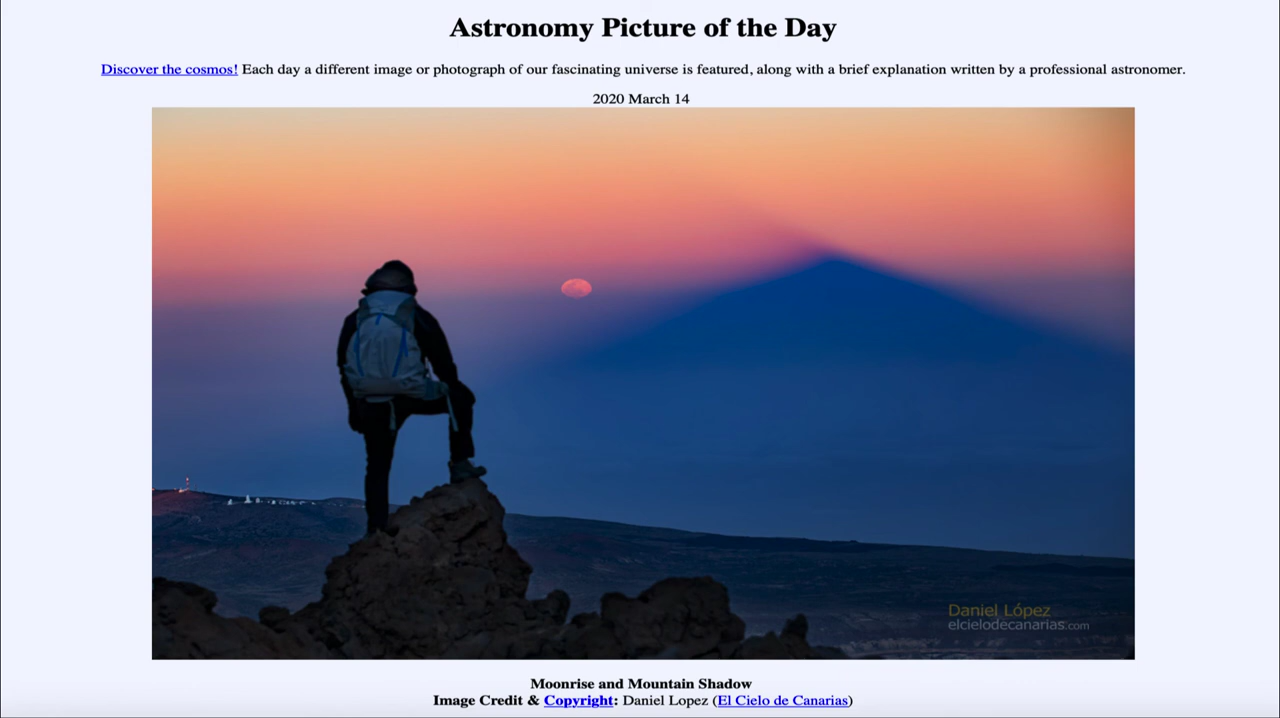 Astronomy Picture of the Day
Discover the cosmos! Each day a different image or photograph of our fascinating universe is featured, along with a brief explanation written by a professional astronomer.
2020 March 14
Daniel López
elcielodecanarias.com
Moonrise and Mountain Shadow
Image Credit & Copyright: Daniel Lopez (El Cielo de Canarias)